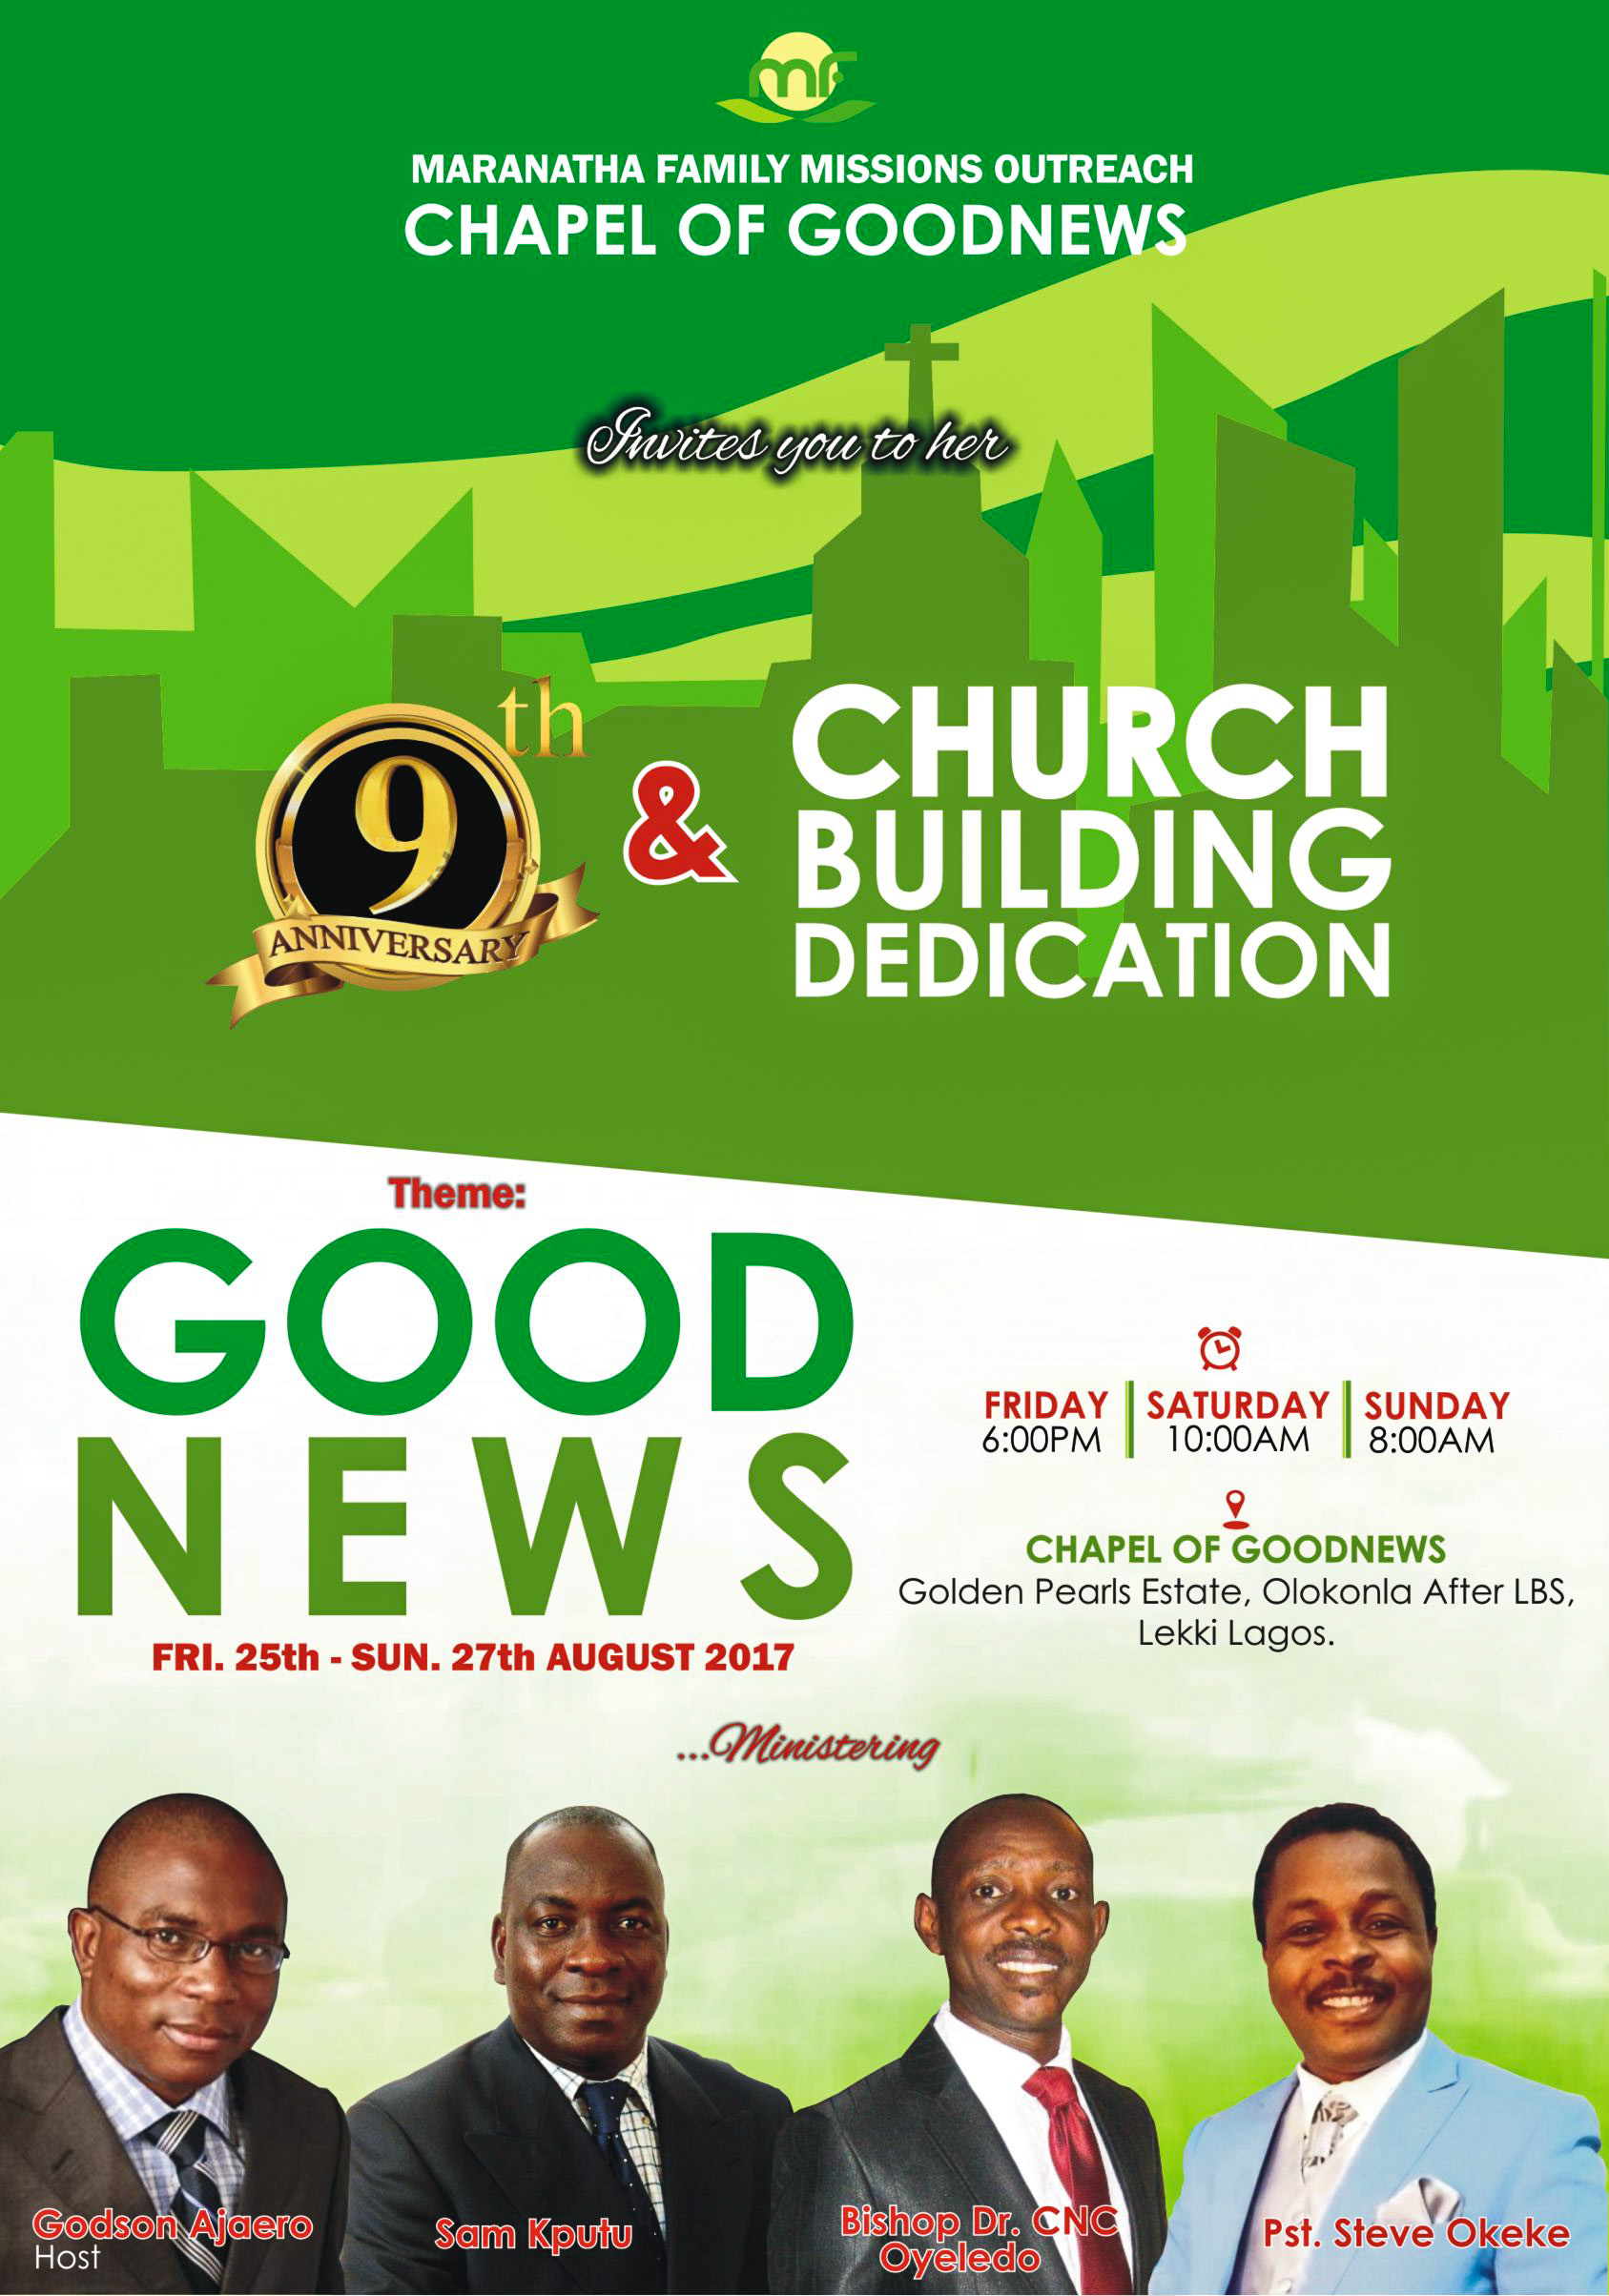 mf
MARANATHA FAMILY MISSIONS OUTREACH
CHAPEL OF GOODNEWS
Invites you to her
9th
ANNIVERSARY
&
CHURCH
BUILDING
DEDICATION
Theme:
GOOD
NEWS
FRI. 25th - SUN. 27th AUGUST 2017
FRIDAY
6:00PM
SATURDAY
10:00AM
SUNDAY
8:00AM
CHAPEL OF GOODNEWS
Golden Pearls Estate, Olokonla After LBS,
Lekki Lagos.
...Ministering
Godson Ajaero
Host
Sam Kputu
Bishop Dr. CNC
Oyeledo
Pst. Steve Okeke